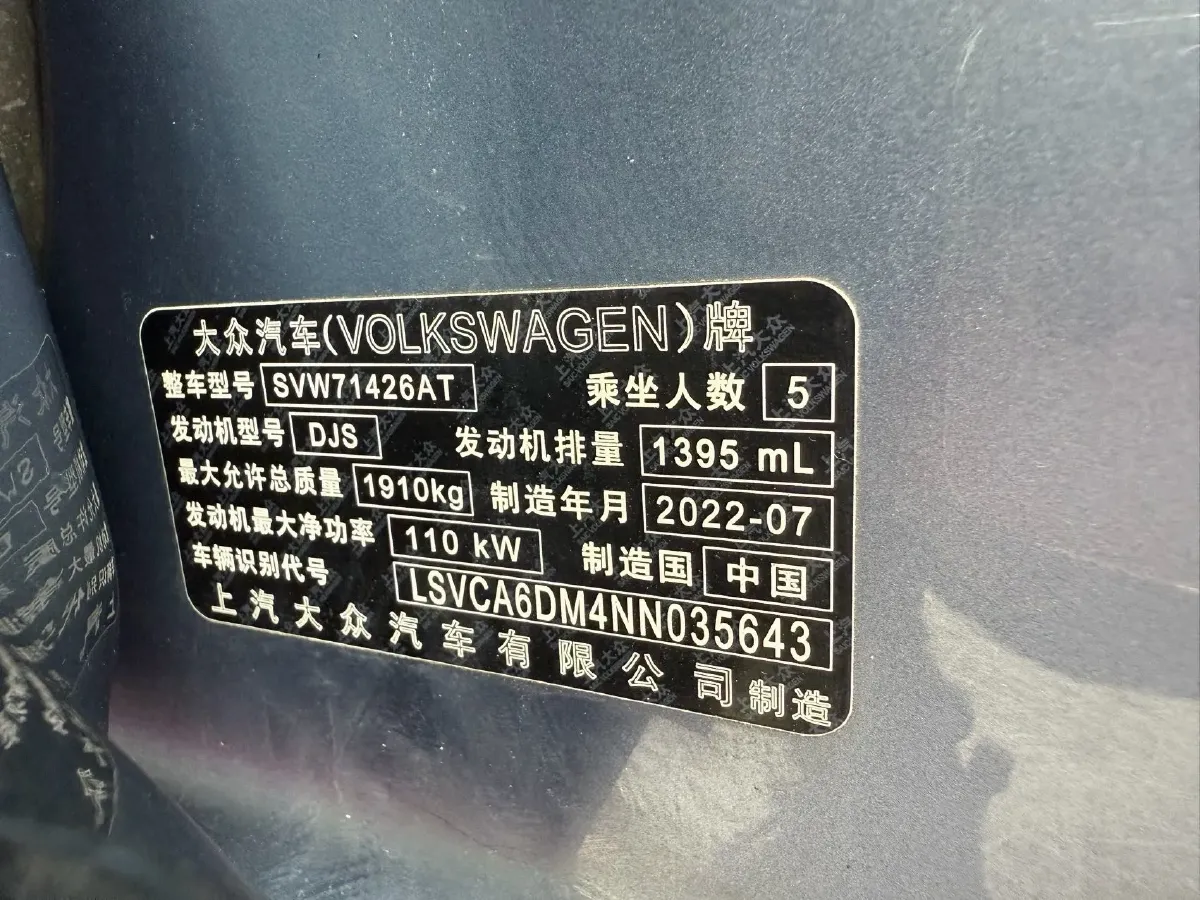 大众汽车(VOLKSWAGEN)牌
整车型号 SVW71426AT 乘坐人数 5
发动机型号 DJS 发动机排量 1395 mL
最大允许总质量 1910kg 制造年月 2022-07
发动机最大净功率 110 kW 制造国 中国
车辆识别代号 LSVCA6DM4NN035643
上汽大众汽车有限公司制造